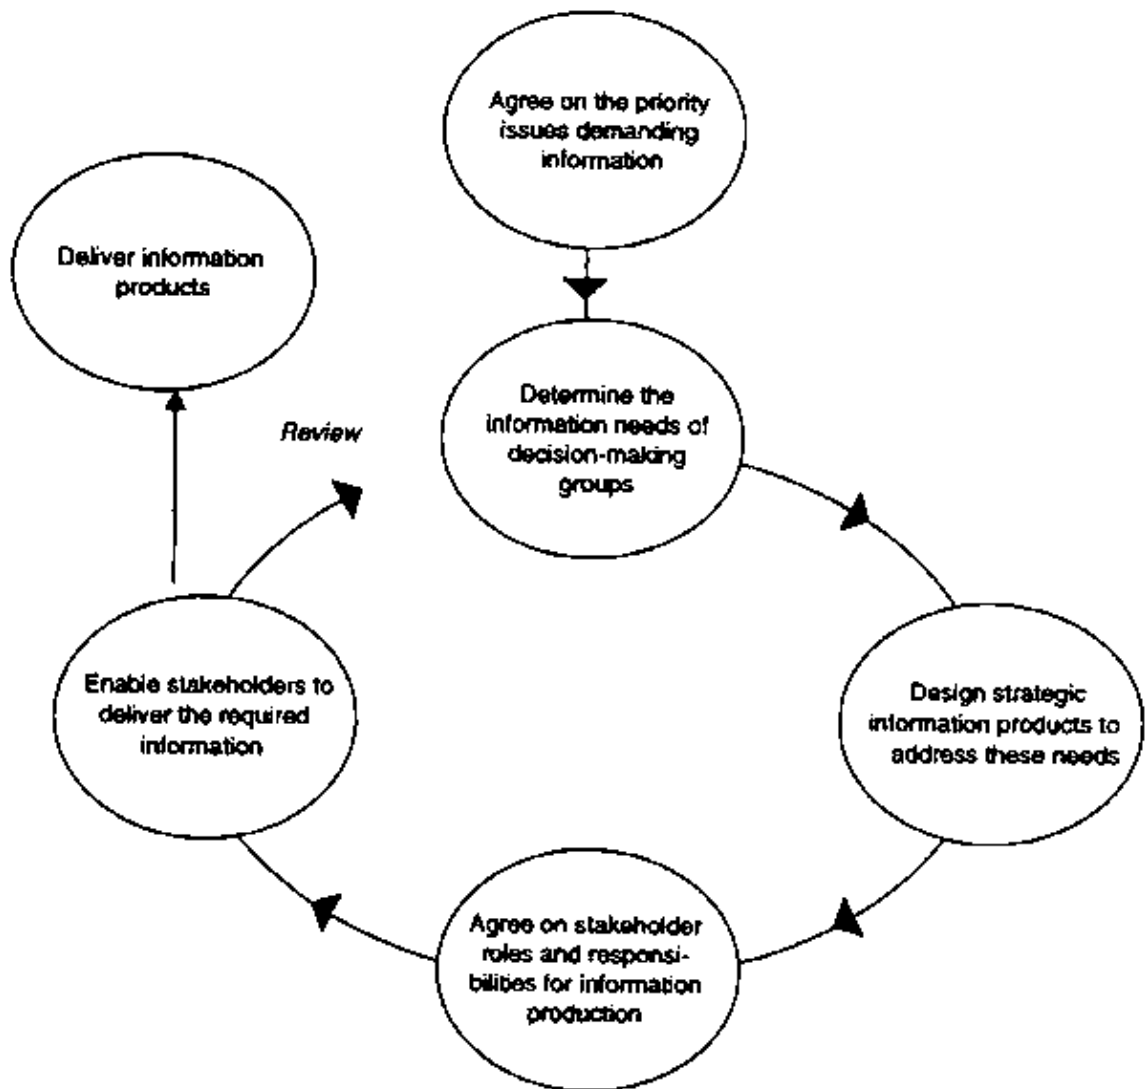 Agree on the priority
issues demanding
information
Deliver information
products
Review
Determine the
information needs of
decision-making
groups
Enable stakeholders to
deliver the required
information
Design strategic
information products to
address these needs
Agree on stakeholder
roles and responsi-
bilities for information
production